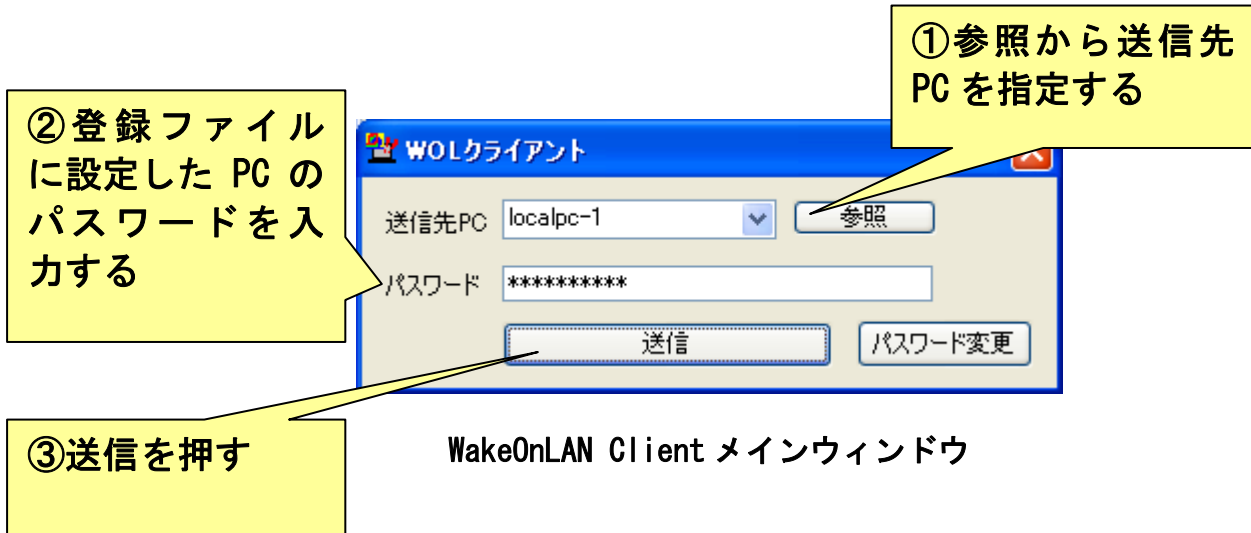 ①参照から送信先
PCを指定する
②登録ファイル
に設定した PC の
パスワードを入
力する
WOLクライアント
送信先PC localpc-1 参照
パスワード **********
送信 パスワード変更
③送信を押す
WakeOnLAN Client メインウィンドウ